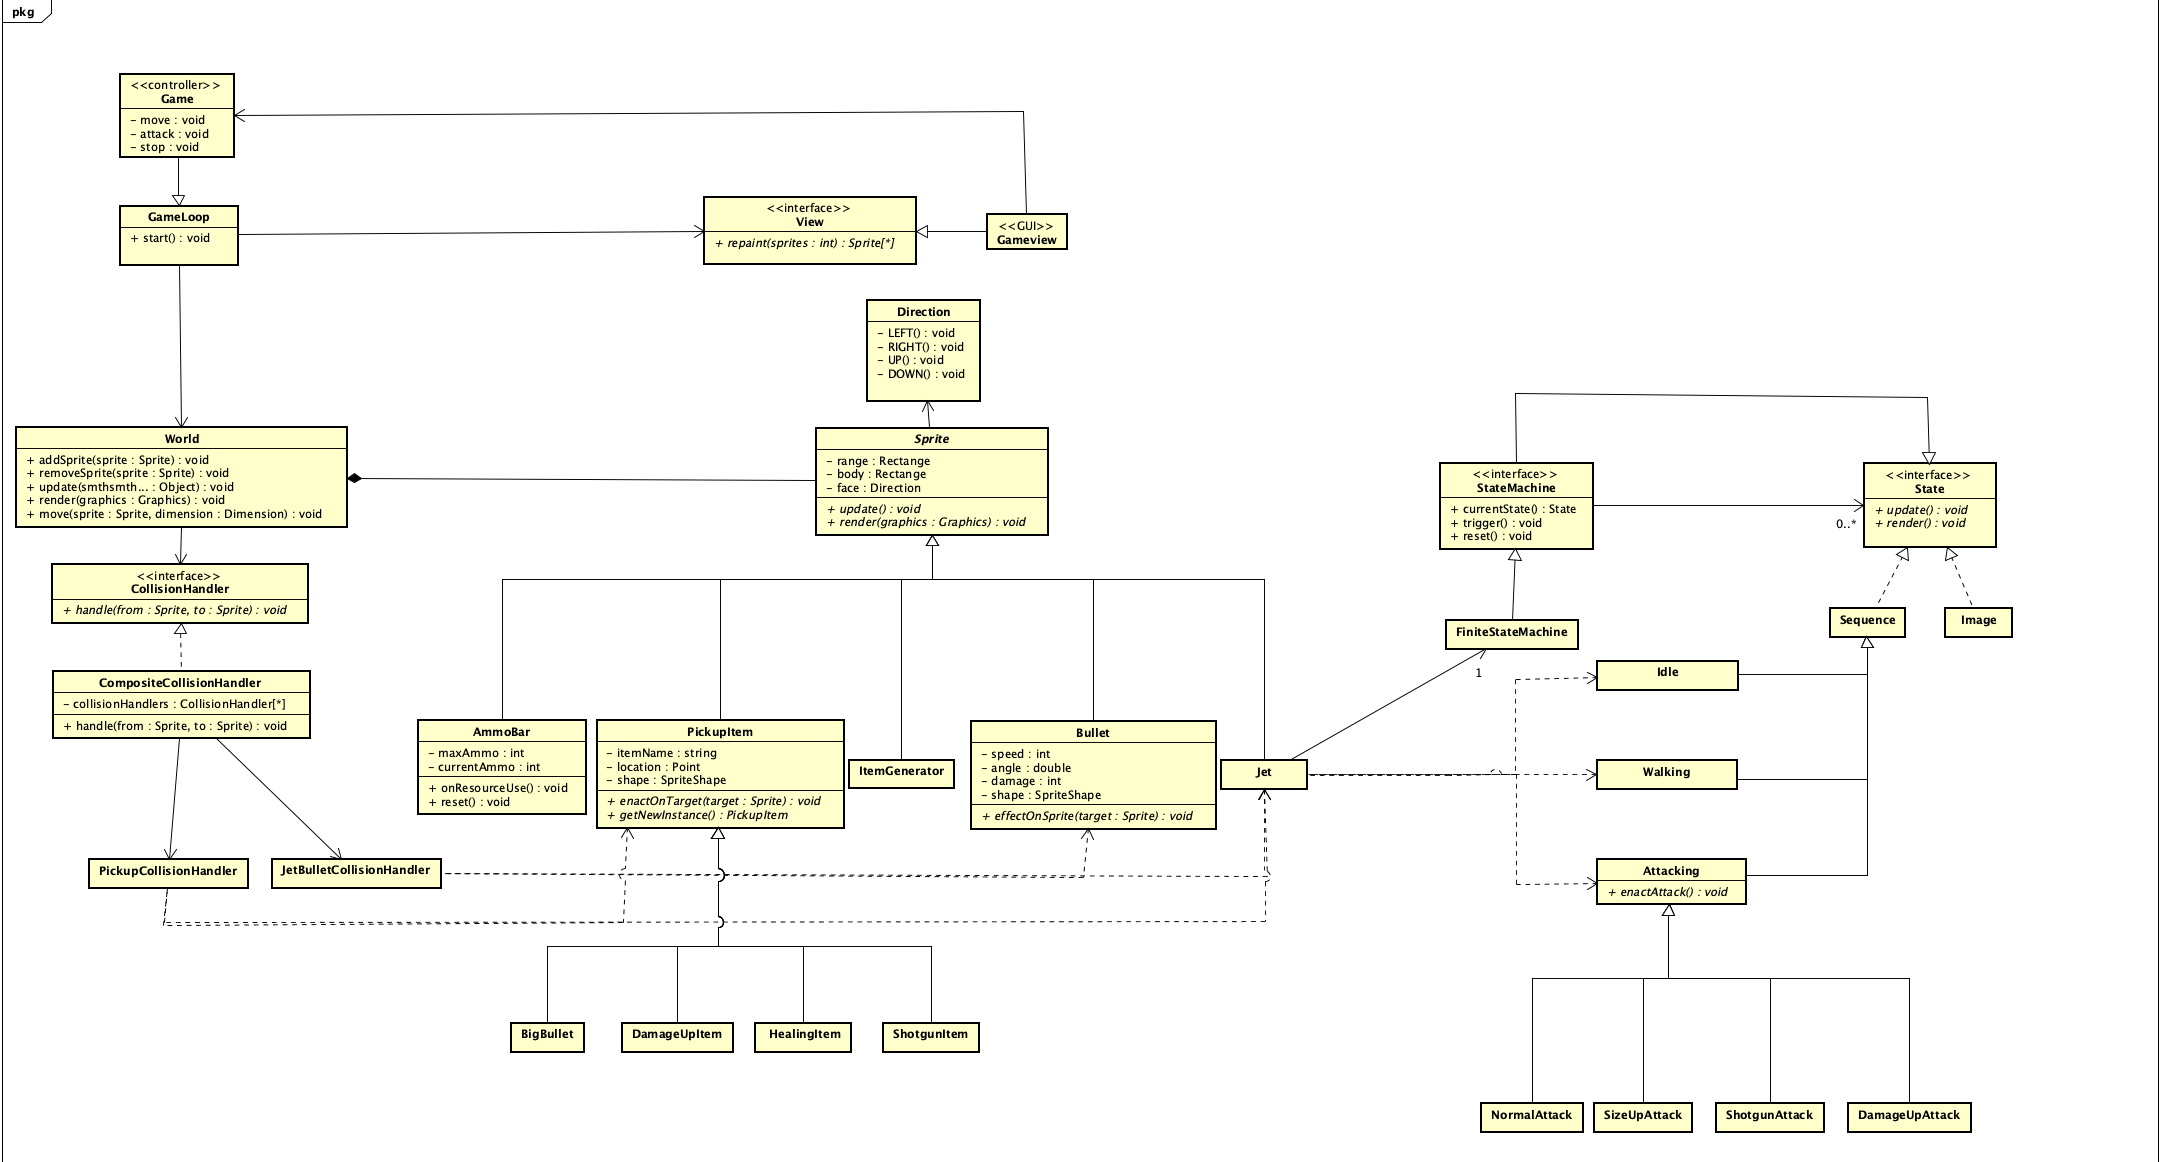 pkg
<<controller>>
Game
– move : void
– attack : void
– stop : void
GameLoop
+ start() : void
<<interface>>
View
+ repaint(sprites : int) : Sprite[*]
<<GUI>>
Gameview
Direction
– LEFT() : void
– RIGHT() : void
– UP() : void
– DOWN() : void
World
+ addSprite(sprite : Sprite) : void
+ removeSprite(sprite : Sprite) : void
+ update(smthsmth... : Object) : void
+ render(graphics : Graphics) : void
+ move(sprite : Sprite, dimension : Dimension) : void
Sprite
– range : Rectange
– body : Rectange
– face : Direction
+ update() : void
+ render(graphics : Graphics) : void
<<interface>>
StateMachine
+ currentState() : State
+ trigger() : void
+ reset() : void
0..*
<<interface>>
State
+ update() : void
+ render() : void
<<interface>>
CollisionHandler
+ handle(from : Sprite, to : Sprite) : void
FiniteStateMachine
1
Sequence
Image
CompositeCollisionHandler
– collisionHandlers : CollisionHandler[*]
+ handle(from : Sprite, to : Sprite) : void
AmmoBar
– maxAmmo : int
– currentAmmo : int
+ onResourceUse() : void
+ reset() : void
PickupItem
– itemName : string
– location : Point
– shape : SpriteShape
+ enactOnTarget(target : Sprite) : void
+ getNewInstance() : PickupItem
ItemGenerator
Bullet
– speed : int
– angle : double
– damage : int
– shape : SpriteShape
+ effectOnSprite(target : Sprite) : void
Jet
Idle
Walking
Attacking
+ enactAttack() : void
PickupCollisionHandler
JetBulletCollisionHandler
BigBullet
DamageUpItem
HealingItem
ShotgunItem
NormalAttack
SizeUpAttack
ShotgunAttack
DamageUpAttack